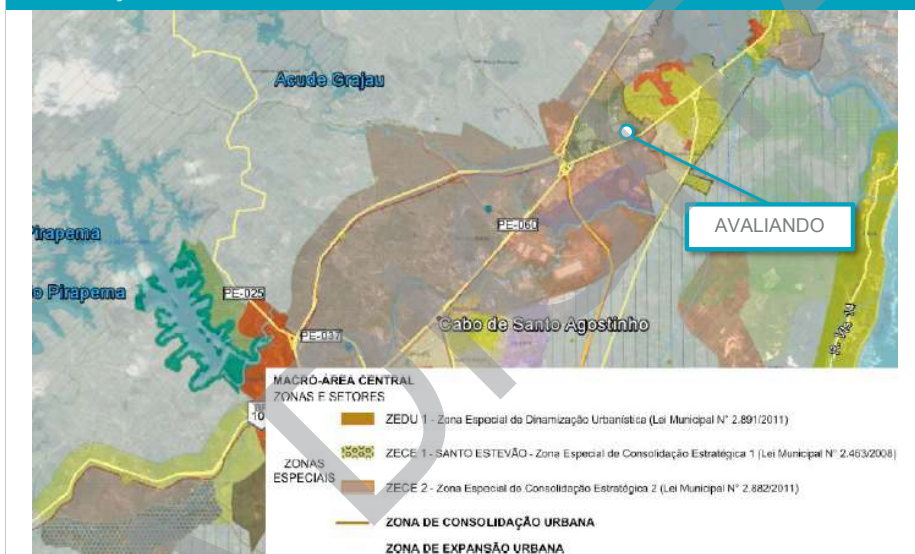 Açude Grajau
Pirapema
o Pirapema
PE-060
PE-025
PE-037
Cabo de Santo Agostinho
AVALIANDO
MACRO-ÁREA CENTRAL
ZONAS E SETORES
ZONAS ESPECIAIS
ZEDU 1 - Zona Especial de Dinamização Urbanística (Lei Municipal N° 2.891/2011)
ZECE 1 - SANTO ESTEVÃO - Zona Especial de Consolidação Estratégica 1 (Lei Municipal N° 2.463/2008)
ZECE 2 - Zona Especial de Consolidação Estratégica 2 (Lei Municipal N° 2.882/2011)
ZONA DE CONSOLIDAÇÃO URBANA
ZONA DE EXPANSÃO URBANA